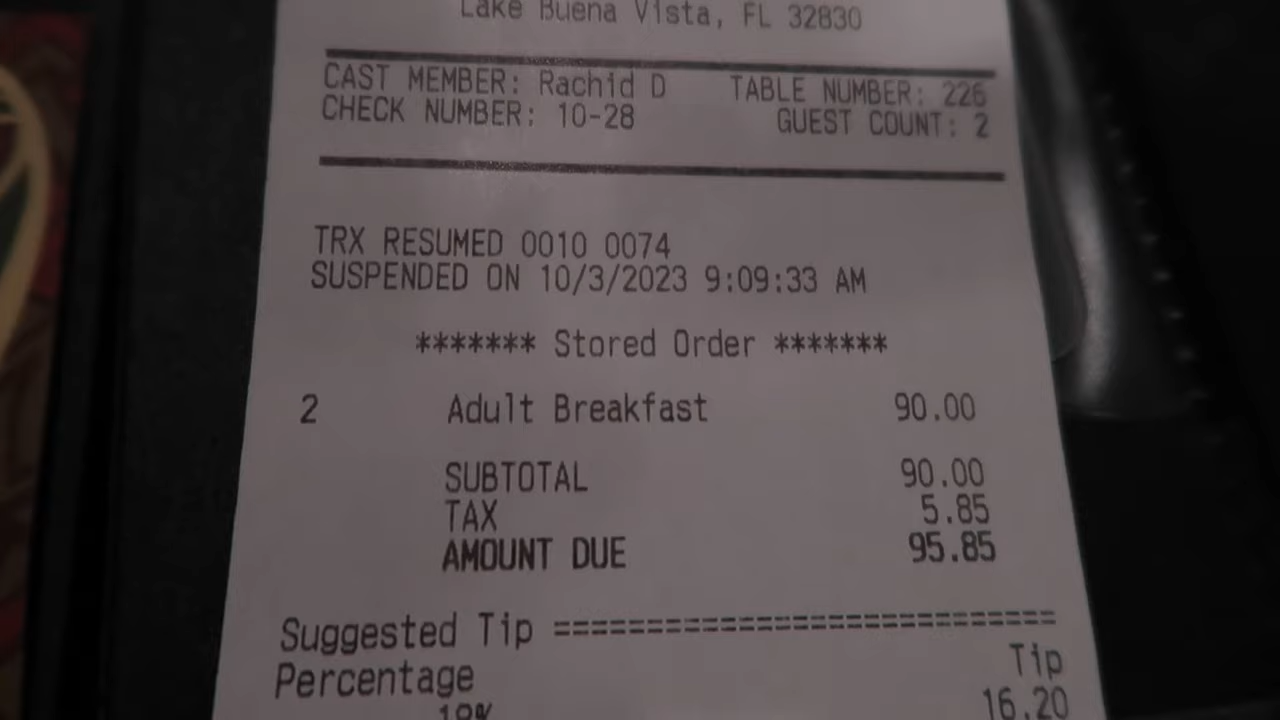 Lake Buena Vista, FL 32830
CAST MEMBER: Rachid D TABLE NUMBER: 226
CHECK NUMBER: 10-28 GUEST COUNT: 2
TRX RESUMED 0010 0074
SUSPENDED ON 10/3/2023 9:09:33 AM
******* Stored Order *******
2 Adult Breakfast 90.00
SUBTOTAL 90.00
TAX 5.85
AMOUNT DUE 95.85
Suggested Tip ===========================
Percentage Tip
18% 16.20